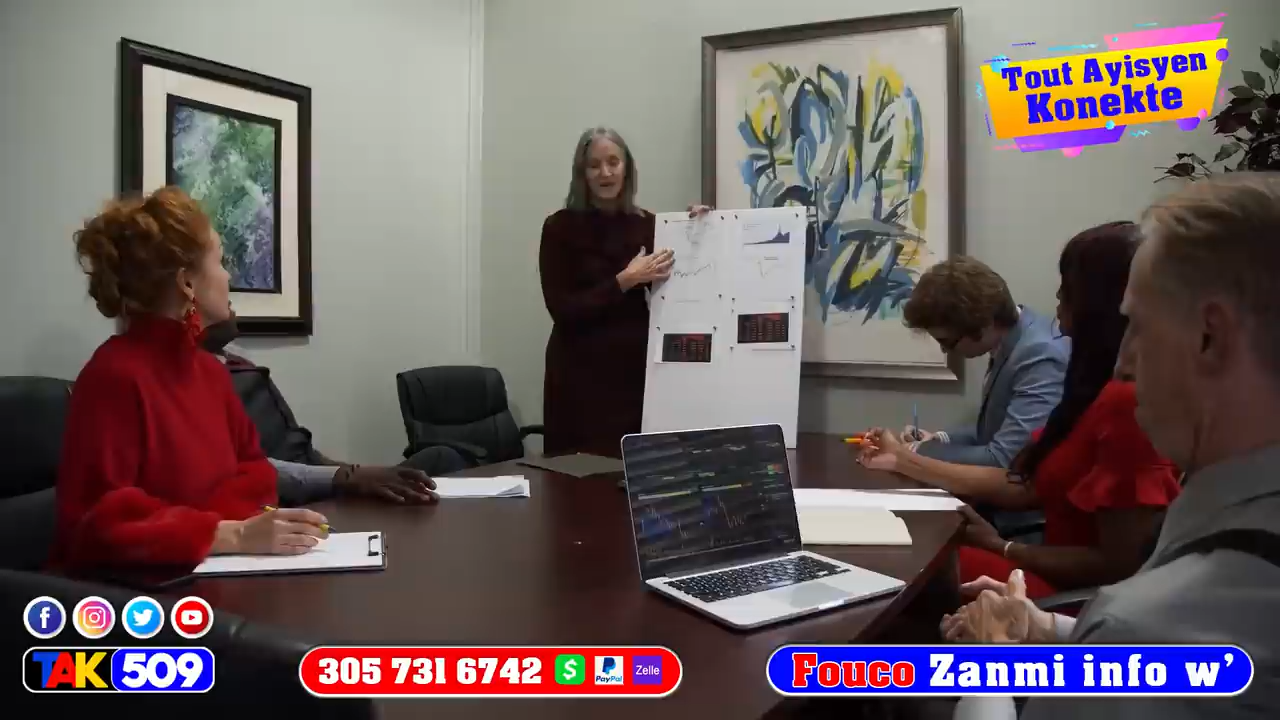 Tout Ayisyen
Konekte
TAK 509
305 731 6742
$
PayPal
Zelle
Fouco Zanmi info w'